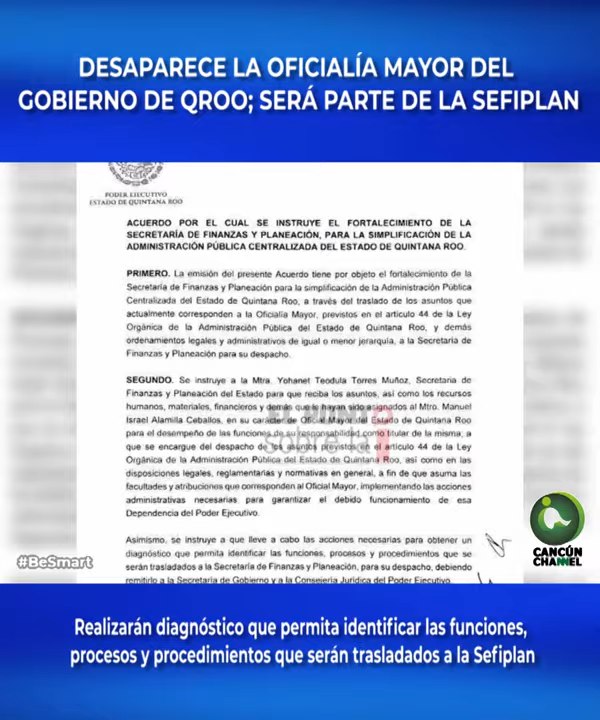 DESAPARECE LA OFICIALÍA MAYOR DEL
GOBIERNO DE QROO; SERÁ PARTE DE LA SEFIPLAN
PODER EJECUTIVO
ESTADO DE QUINTANA ROO
ACUERDO POR EL CUAL SE INSTRUYE EL FORTALECIMIENTO DE LA
SECRETARÍA DE FINANZAS Y PLANEACIÓN, PARA LA SIMPLIFICACIÓN DE LA
ADMINISTRACIÓN PÚBLICA CENTRALIZADA DEL ESTADO DE QUINTANA ROO.
PRIMERO. La emisión del presente Acuerdo tiene por objeto el fortalecimiento de la
Secretaría de Finanzas y Planeación para la simplificación de la Administración Pública
Centralizada del Estado de Quintana Roo, a través del traslado de los asuntos que
actualmente corresponden a la Oficialía Mayor, previstos en el artículo 44 de la Ley
Orgánica de la Administración Pública del Estado de Quintana Roo, y demás
ordenamientos legales y administrativos de igual o menor jerarquía, a la Secretaría de
Finanzas y Planeación para su despacho.
SEGUNDO. Se instruye a la Mtra. Yohanet Teodula Torres Muñoz, Secretaria de
Finanzas y Planeación del Estado para que reciba los asuntos, así como los recursos
humanos, materiales, financieros y demás que hayan sido asignados al Mtro. Manuel
Israel Alamilla Ceballos, en su carácter de Oficial Mayor del Estado de Quintana Roo
para el desempeño de las funciones de su responsabilidad como titular de la misma; a
que se encargue del despacho de los asuntos previstos en el artículo 44 de la Ley
Orgánica de la Administración Pública del Estado de Quintana Roo, así como en las
disposiciones legales, reglamentarias y normativas en general, a fin de que asuma las
facultades y atribuciones que corresponden al Oficial Mayor, implementando las acciones
administrativas necesarias para garantizar el debido funcionamiento de esa
Dependencia del Poder Ejecutivo.
EL PUNTO
sobre la i
Asimismo, se instruye a que lleve a cabo las acciones necesarias para obtener un
diagnóstico que permita identificar las funciones, procesos y procedimientos que se
serán trasladados a la Secretaría de Finanzas y Planeación, para su despacho, debiendo
remitirlo a la Secretaría de Gobierno y a la Consejería Jurídica del Poder Ejecutivo.
#BeSmart
CANCÚN
CHANNEL
Realizarán diagnóstico que permita identificar las funciones,
procesos y procedimientos que serán trasladados a la Sefiplan